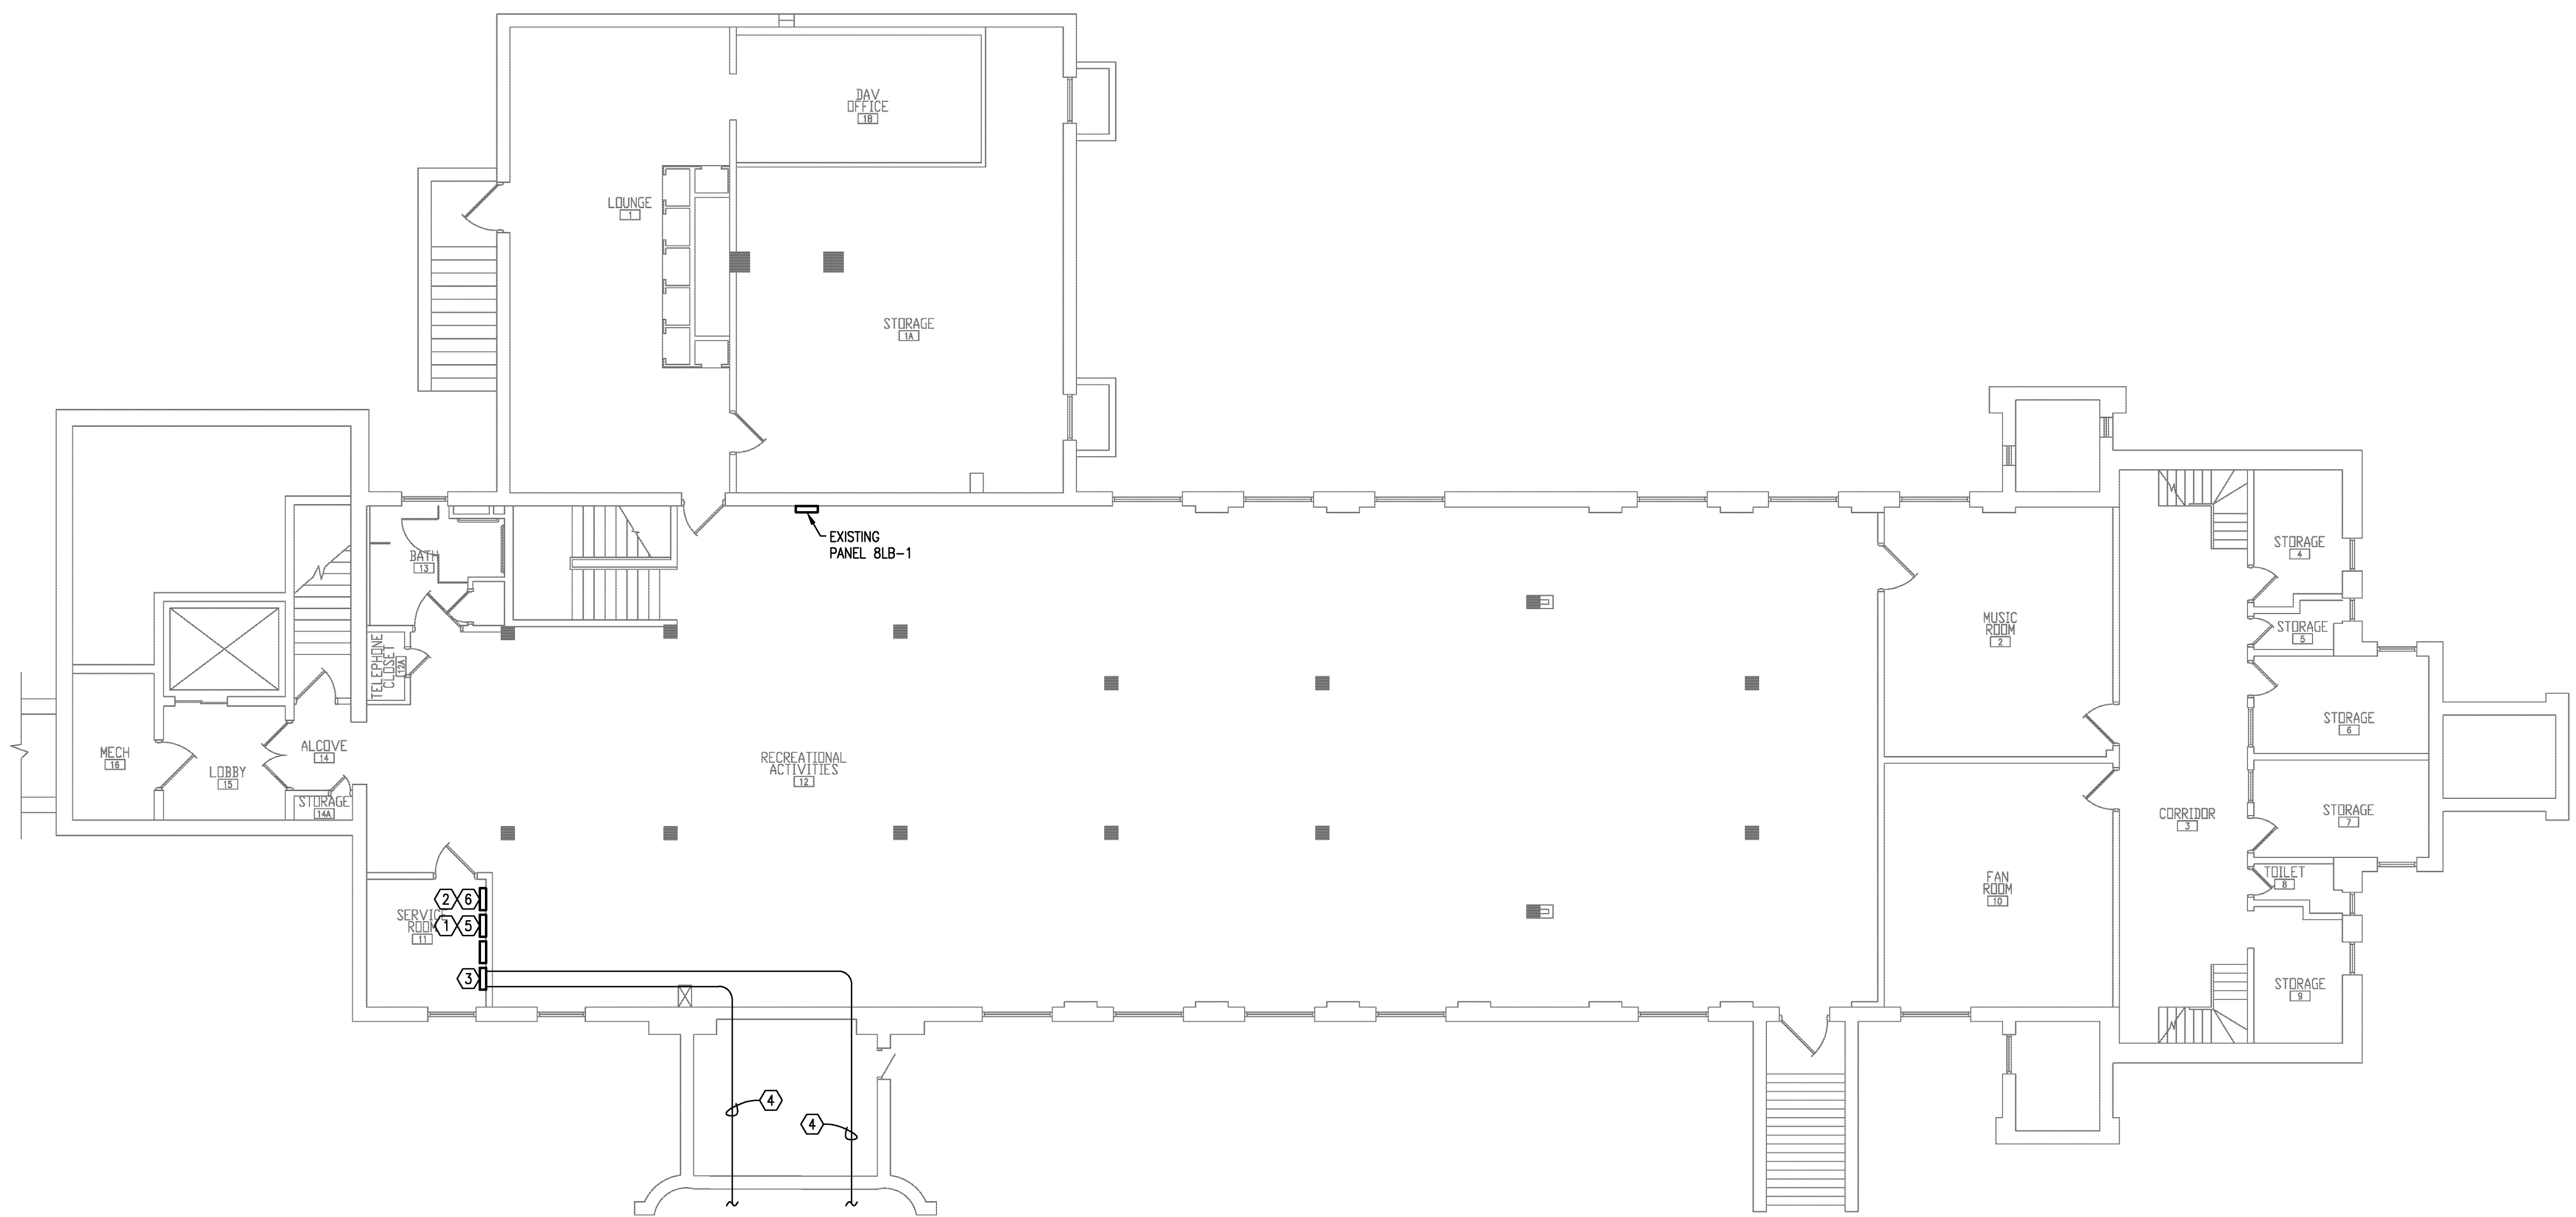 DAV
OFFICE
1B
LOUNGE
1
STORAGE
1A
EXISTING
PANEL 8LB-1
BATH
13
TELEPHONE
CLOSET
12A
MECH
16
LOBBY
15
ALCOVE
14
STORAGE
14A
RECREATIONAL
ACTIVITIES
12
MUSIC
ROOM
2
STORAGE
4
STORAGE
5
STORAGE
6
STORAGE
7
CORRIDOR
3
TOILET
8
STORAGE
9
FAN
ROOM
10
SERVICE
ROOM
11
2 6
1 5
3
4
4